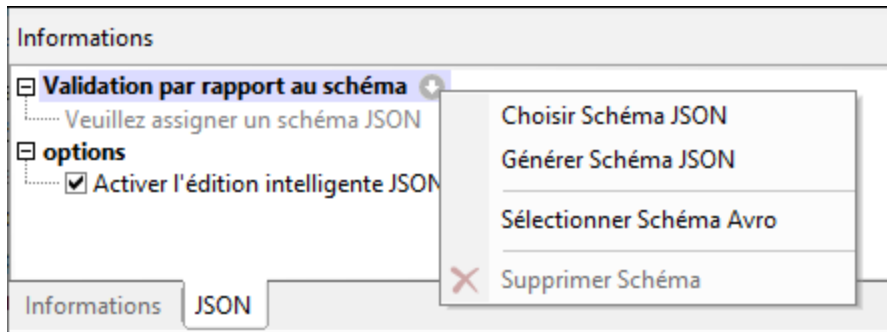 Informations
Validation par rapport au schéma
Veuillez assigner un schéma JSON
options
Activer l'édition intelligente JSON
Choisir Schéma JSON
Générer Schéma JSON
Sélectionner Schéma Avro
Supprimer Schéma
Informations
JSON